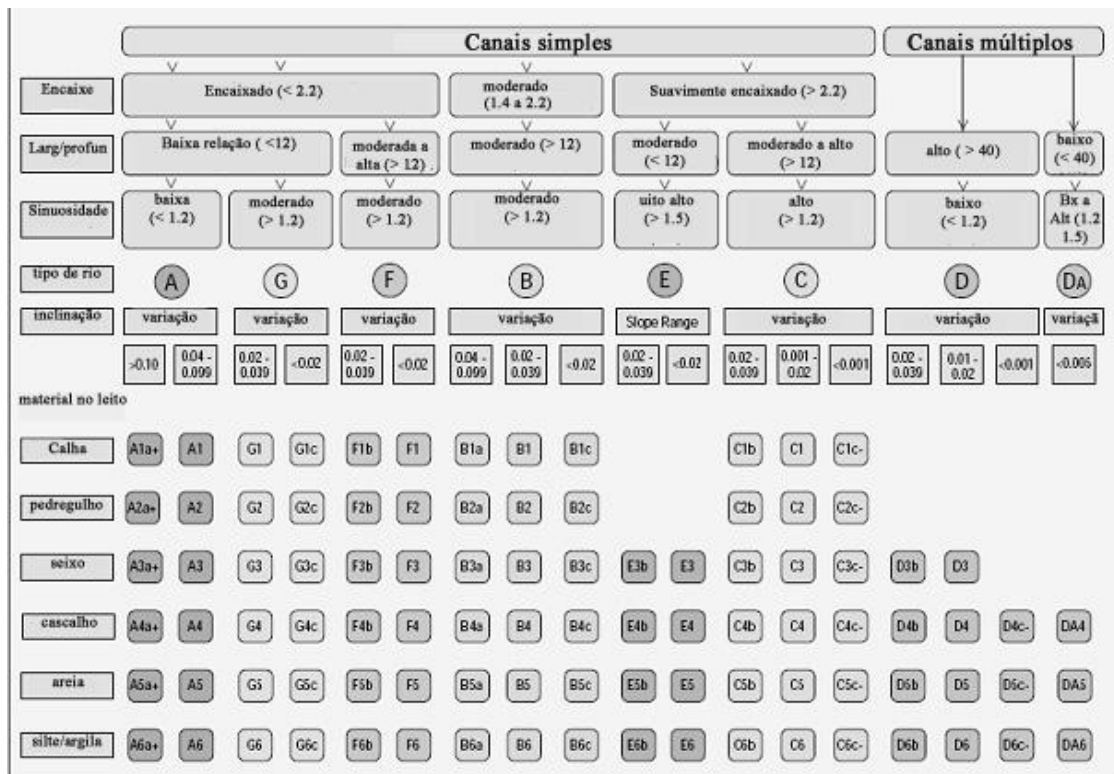 Canais simples Canais múltiplos
Encaixe Encaixado (< 2.2) moderado (1.4 a 2.2) Suavimente encaixado (> 2.2)
Larg/profun Baixa relação ( <12) moderada a alta (> 12) . moderado (> 12) moderado (< 12) moderado a alto (> 12) alto ( > 40) baixo (< 40)
Sinuosidade baixa (< 1.2) moderado (> 1.2) moderado (> 1.2) moderado (> 1.2) uito alto (> 1.5) alto (> 1.2) baixo (< 1.2) Bx a Alt (1.2 1.5)
tipo de rio A G F B E C D DA
inclinação variação variação variação variação Slope Range variação variação variaçã
>0.10 0.04 - 0.099 0.02 - 0.039 <0.02 0.02 - 0.039 <0.02 0.04 - 0.099 0.02 - 0.039 <0.02 0.02 - 0.039 <0.02 0.02 - 0.039 0.001 - 0.02 <0.001 0.02 - 0.039 0.01 - 0.02 <0.001 <0.005
material no leito
Calha A1a+ A1 G1 G1c F1b F1 B1a B1 B1c C1b C1 C1c-
pedregulho A2a+ A2 G2 G2c F2b F2 B2a B2 B2c C2b C2 C2c-
seixo A3a+ A3 G3 G3c F3b F3 B3a B3 B3c E3b E3 C3b C3 C3c- D3b D3
cascalho A4a+ A4 G4 G4c F4b F4 B4a B4 B4c E4b E4 C4b C4 C4c- D4b D4 D4c- DA4
areia A5a+ A5 G5 G5c F5b F5 B5a B5 B5c E5b E5 C5b C5 C5c- D5b D5 D5c- DA5
silte/argila A6a+ A6 G6 G6c F6b F6 B6a B6 B6c E6b E6 C6b C6 C6c- D6b D6 D6c- DA6